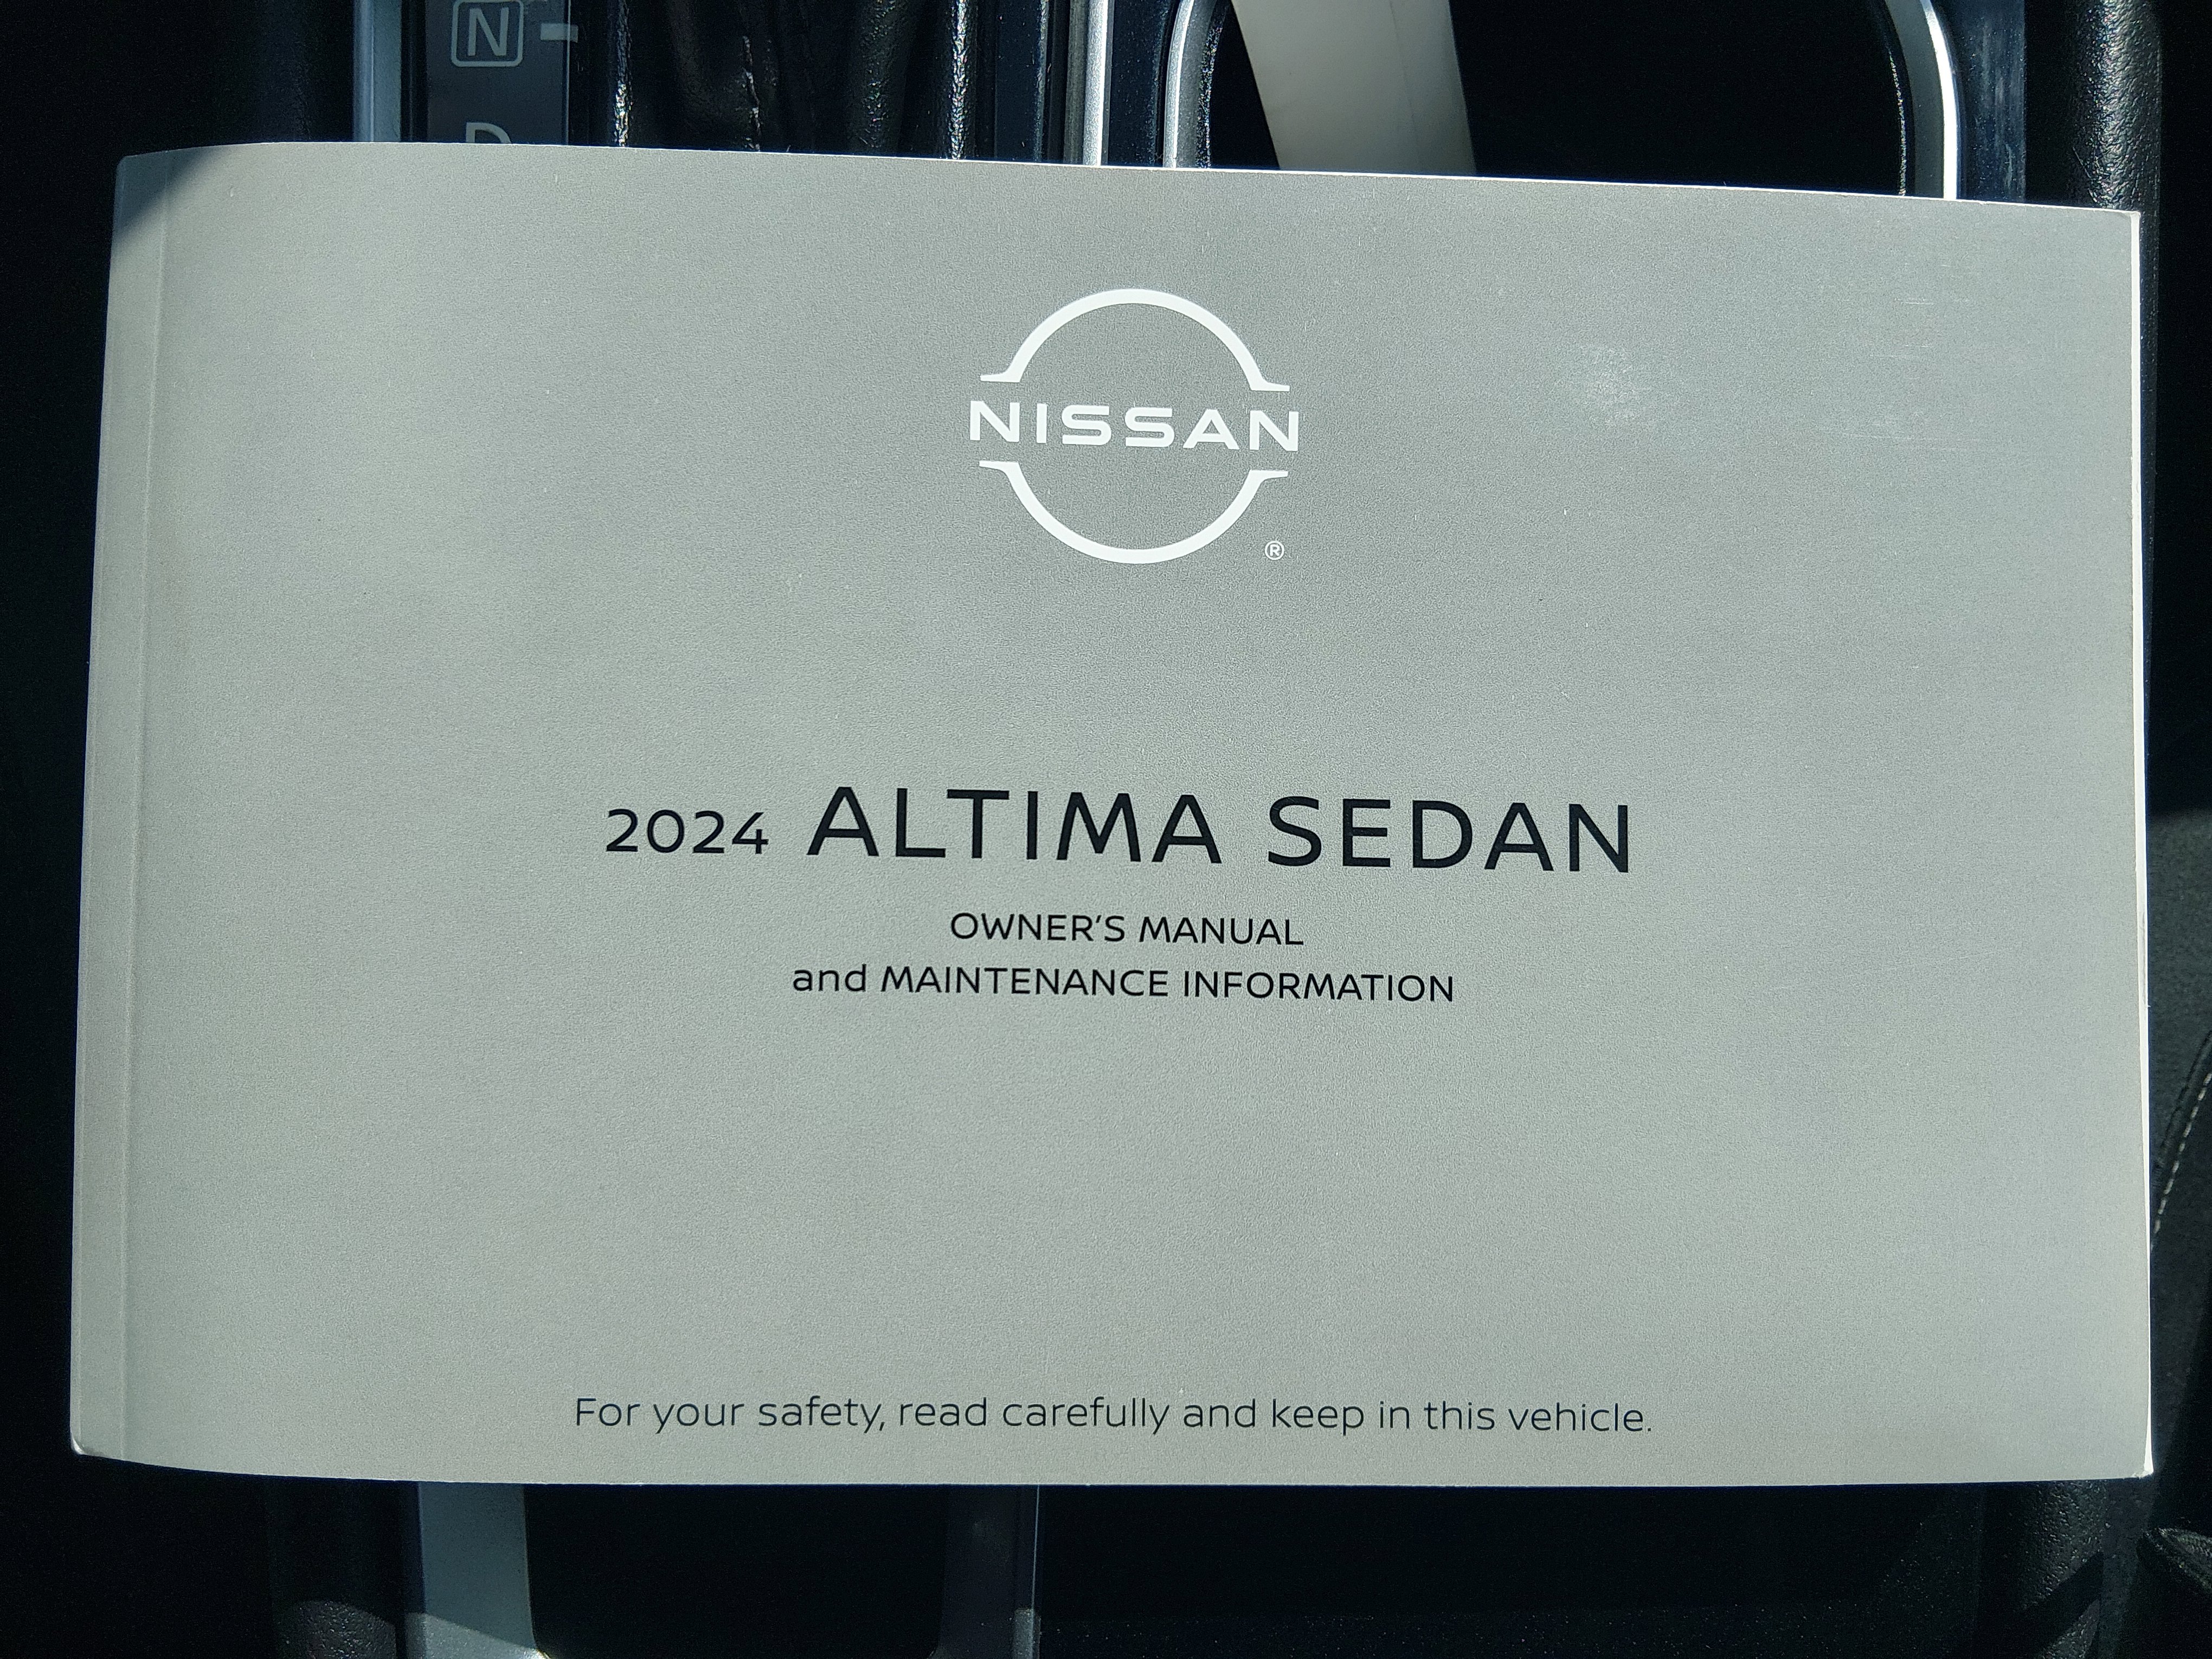 N
D
NISSAN
®
2024 ALTIMA SEDAN
OWNER'S MANUAL
and MAINTENANCE INFORMATION
For your safety, read carefully and keep in this vehicle.